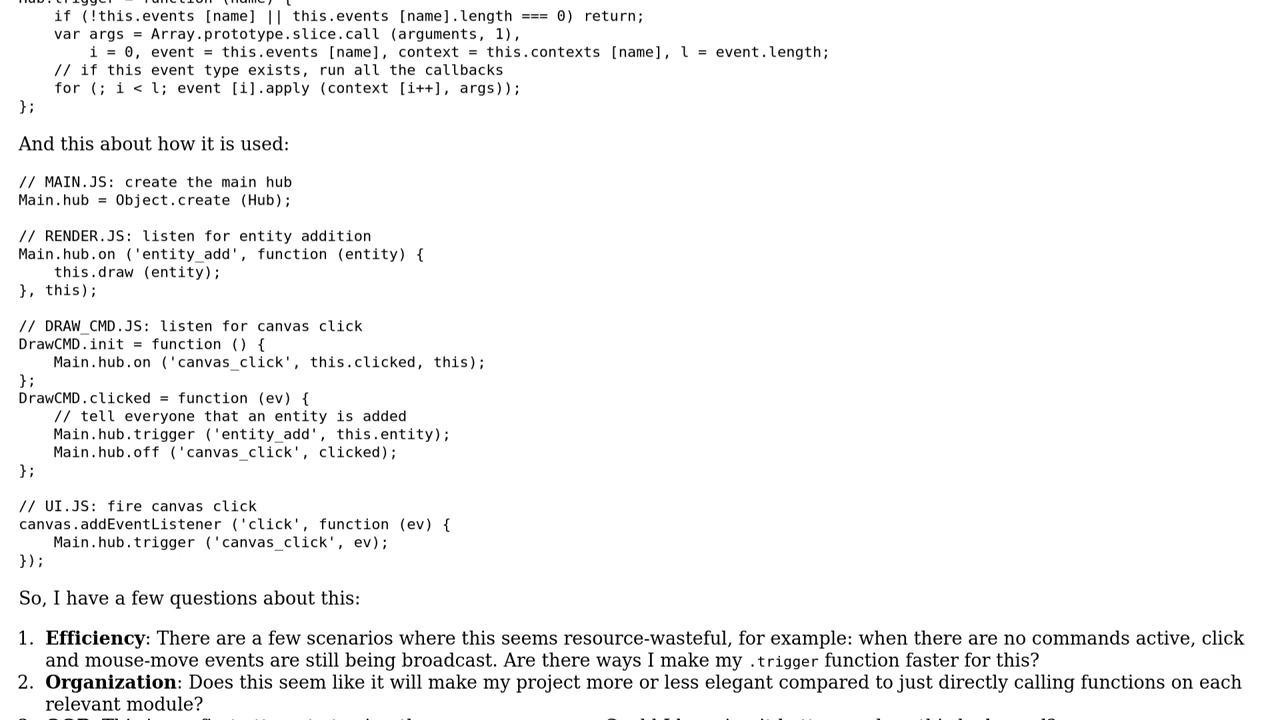 Hub.trigger = function (name) {
    if (!this.events [name] || this.events [name].length === 0) return;
    var args = Array.prototype.slice.call (arguments, 1),
        i = 0, event = this.events [name], context = this.contexts [name], l = event.length;
    // if this event type exists, run all the callbacks
    for (; i < l; event [i].apply (context [i++], args));
};
And this about how it is used:
// MAIN.JS: create the main hub
Main.hub = Object.create (Hub);
// RENDER.JS: listen for entity addition
Main.hub.on ('entity_add', function (entity) {
    this.draw (entity);
}, this);
// DRAW_CMD.JS: listen for canvas click
DrawCMD.init = function () {
    Main.hub.on ('canvas_click', this.clicked, this);
};
DrawCMD.clicked = function (ev) {
    // tell everyone that an entity is added
    Main.hub.trigger ('entity_add', this.entity);
    Main.hub.off ('canvas_click', clicked);
};
// UI.JS: fire canvas click
canvas.addEventListener ('click', function (ev) {
    Main.hub.trigger ('canvas_click', ev);
});
So, I have a few questions about this:
1. Efficiency: There are a few scenarios where this seems resource-wasteful, for example: when there are no commands active, click
and mouse-move events are still being broadcast. Are there ways I make my .trigger function faster for this?
2. Organization: Does this seem like it will make my project more or less elegant compared to just directly calling functions on each
relevant module?